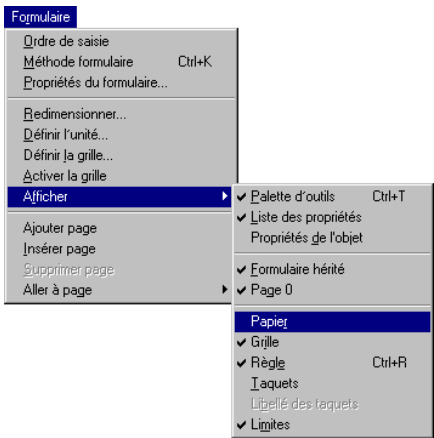 Formulaire
Ordre de saisie
Méthode formulaire Ctrl+K
Propriétés du formulaire...
Redimensionner...
Définir l'unité...
Définir la grille...
Activer la grille
Afficher
Ajouter page
Insérer page
Supprimer page
Aller à page
Palette d'outils Ctrl+T
Liste des propriétés
Propriétés de l'objet
Formulaire hérité
Page 0
Papier
Grille
Règle Ctrl+R
Taquets
Libellé des taquets
Limites